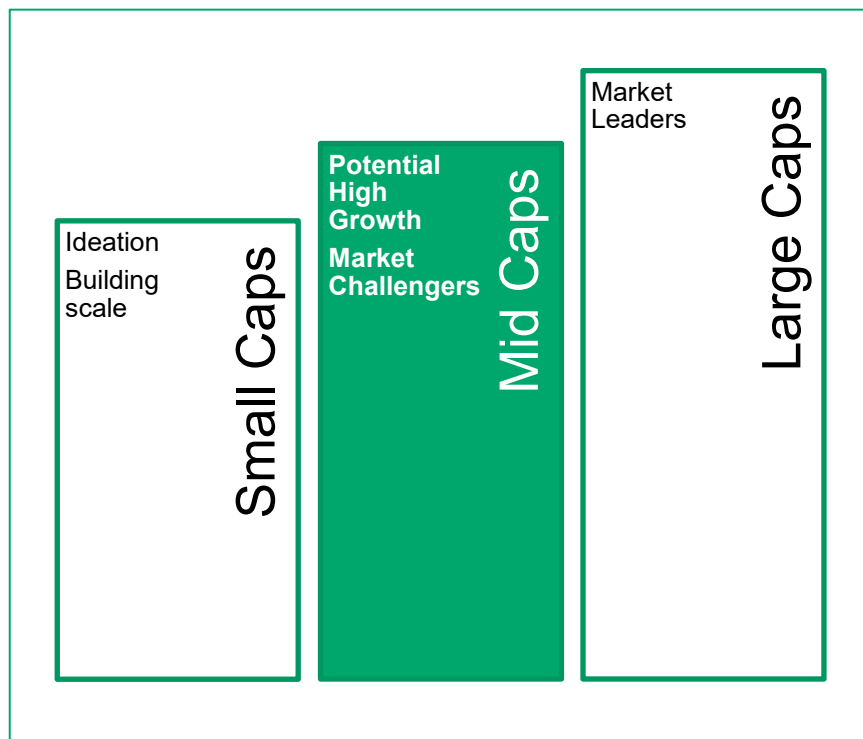 Ideation
Building
scale
Small Caps
Potential
High
Growth
Market
Challengers
Mid Caps
Market
Leaders
Large Caps